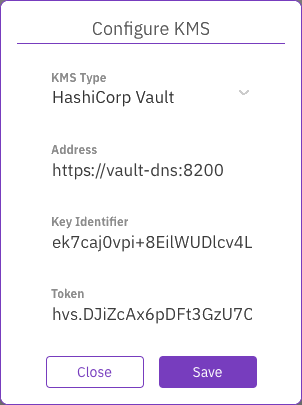 Configure KMS
KMS Type
HashiCorp Vault
Address
https://vault-dns:8200
Key Identifier
ek7caj0vpi+8EilWUDlcv4L
Token
hvs.DJiZcAx6pDFt3GzU7C
Close
Save